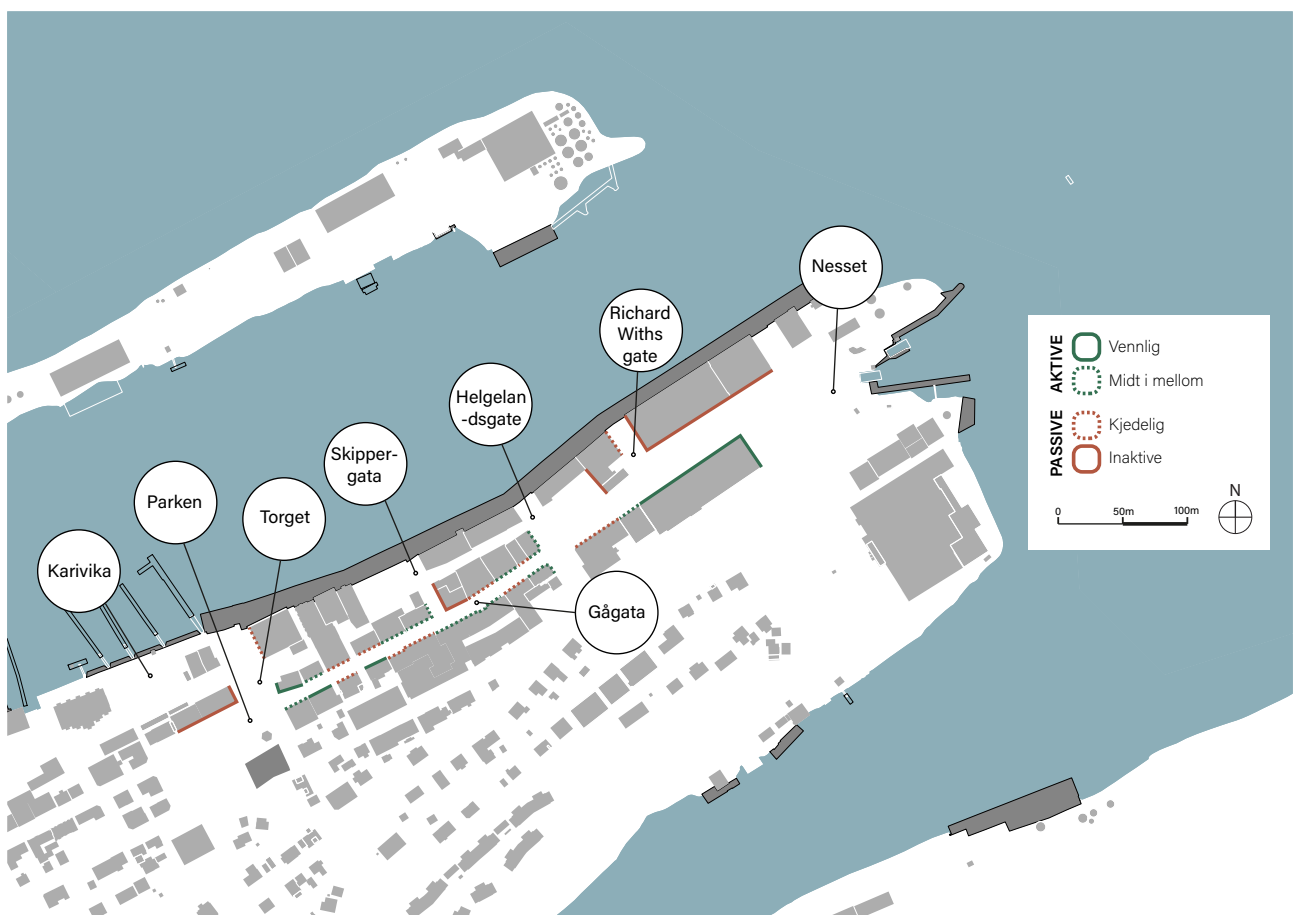 Nesset
Richard
Withs
gate
Helgelan
-dsgate
Skipper-
gata
Parken
Torget
Karivika
Gågata
AKTIVE
Vennlig
Midt i mellom
PASSIVE
Kjedelig
Inaktive
0
50m
100m
N